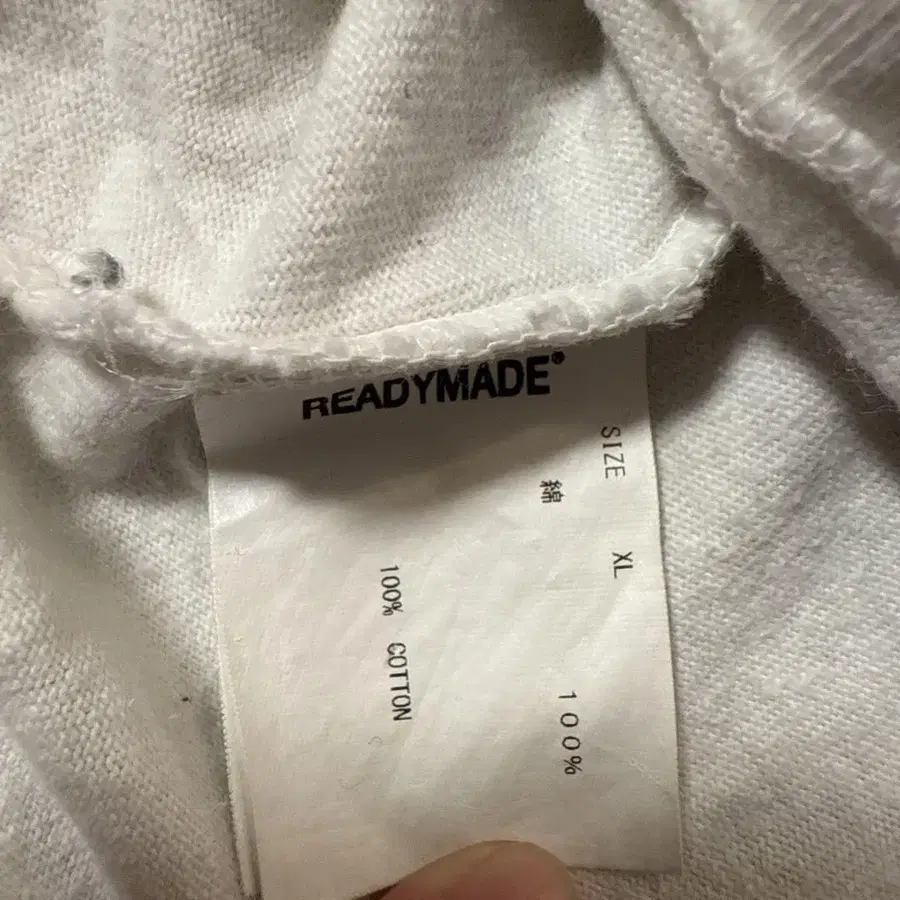 READYMADE®
SIZE XL
綿 100%
100% COTTON